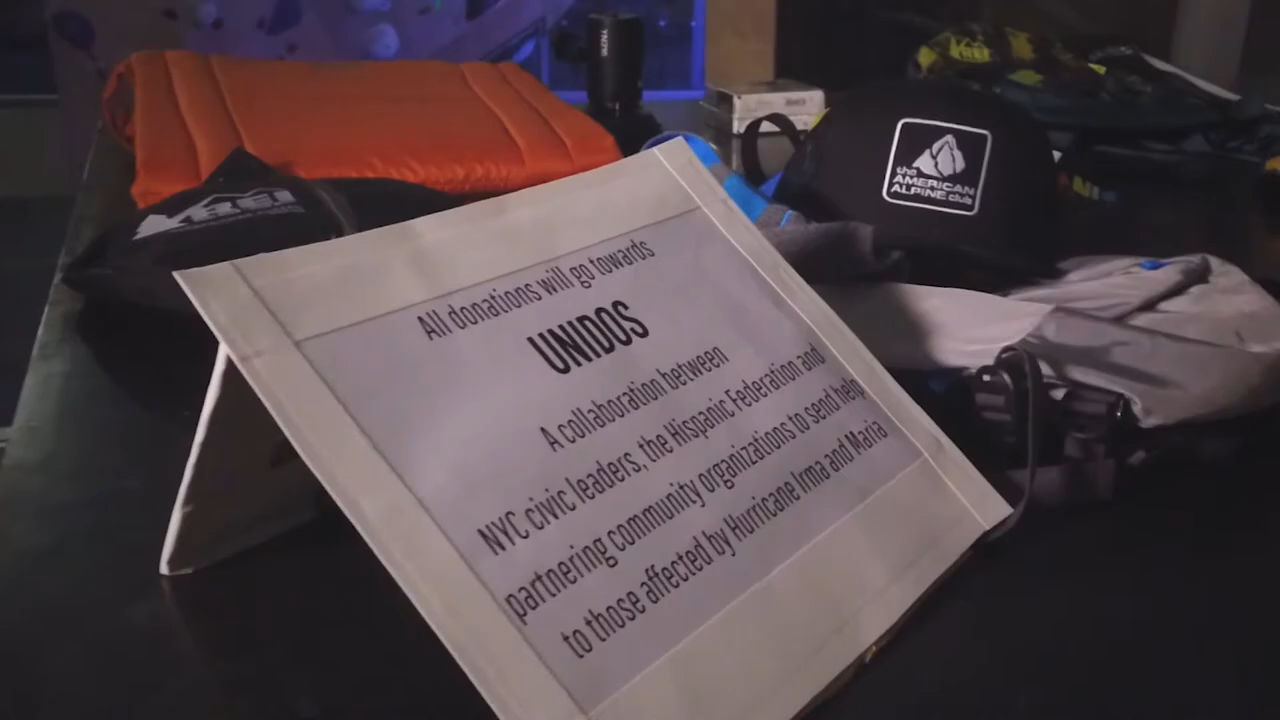 All donations will go towards
UNIDOS
A collaboration between
NYC civic leaders, the Hispanic Federation and
partnering community organizations to send help
to those affected by Hurricane Irma and Maria
REI
the
AMERICAN
ALPINE club
REI